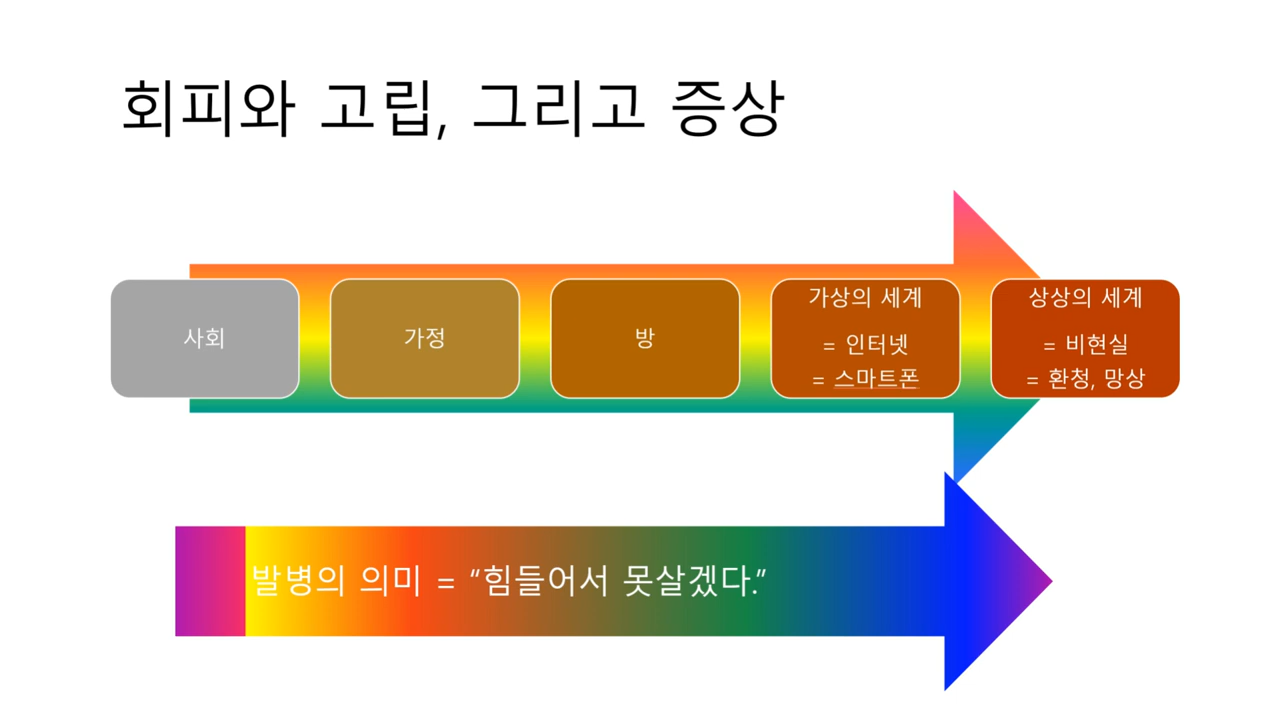 회피와 고립, 그리고 증상
사회
가정
방
가상의 세계
= 인터넷
= 스마트폰
상상의 세계
= 비현실
= 환청, 망상
발병의 의미 = “힘들어서 못살겠다.”